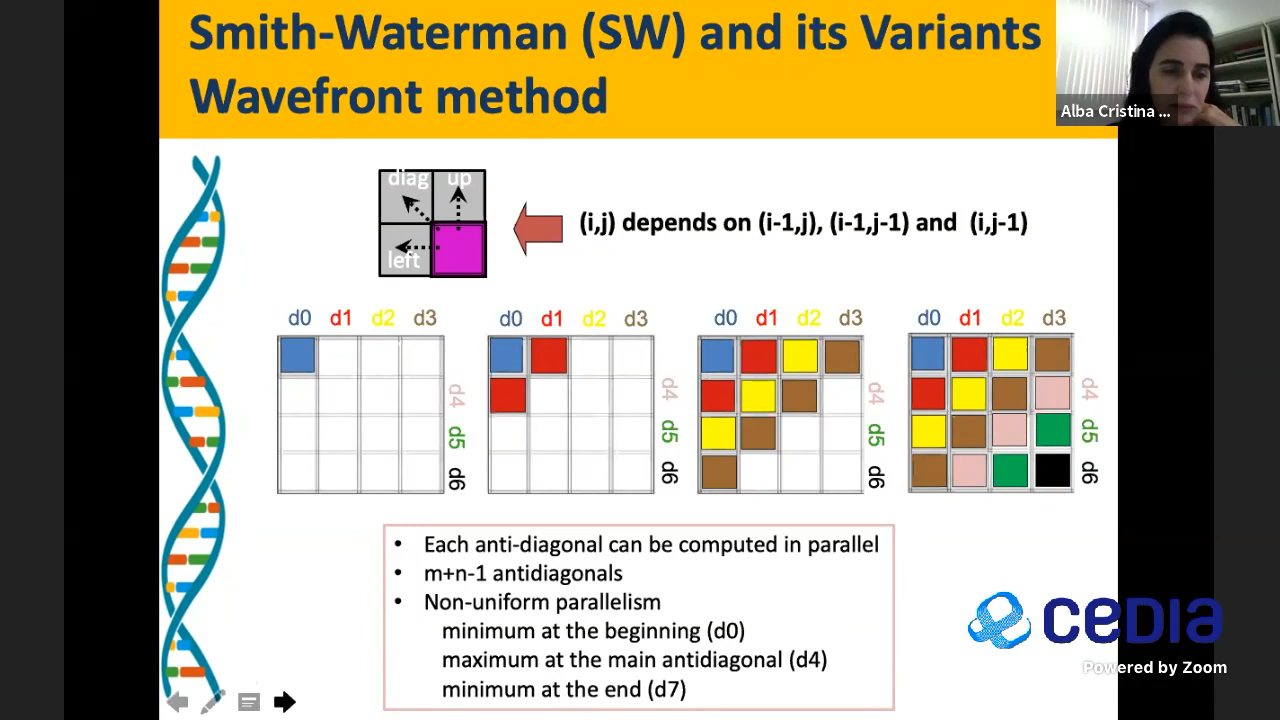 Smith-Waterman (SW) and its Variants
Wavefront method
Alba Cristina ...
diag up
left
(i,j) depends on (i-1,j), (i-1,j-1) and (i,j-1)
d0 d1 d2 d3
d4
d5
d6
d0 d1 d2 d3
d4
d5
d6
d0 d1 d2 d3
d4
d5
d6
d0 d1 d2 d3
d4
d5
d6
• Each anti-diagonal can be computed in parallel
• m+n-1 antidiagonals
• Non-uniform parallelism
minimum at the beginning (d0)
maximum at the main antidiagonal (d4)
minimum at the end (d7)
CEDIA
Powered by Zoom